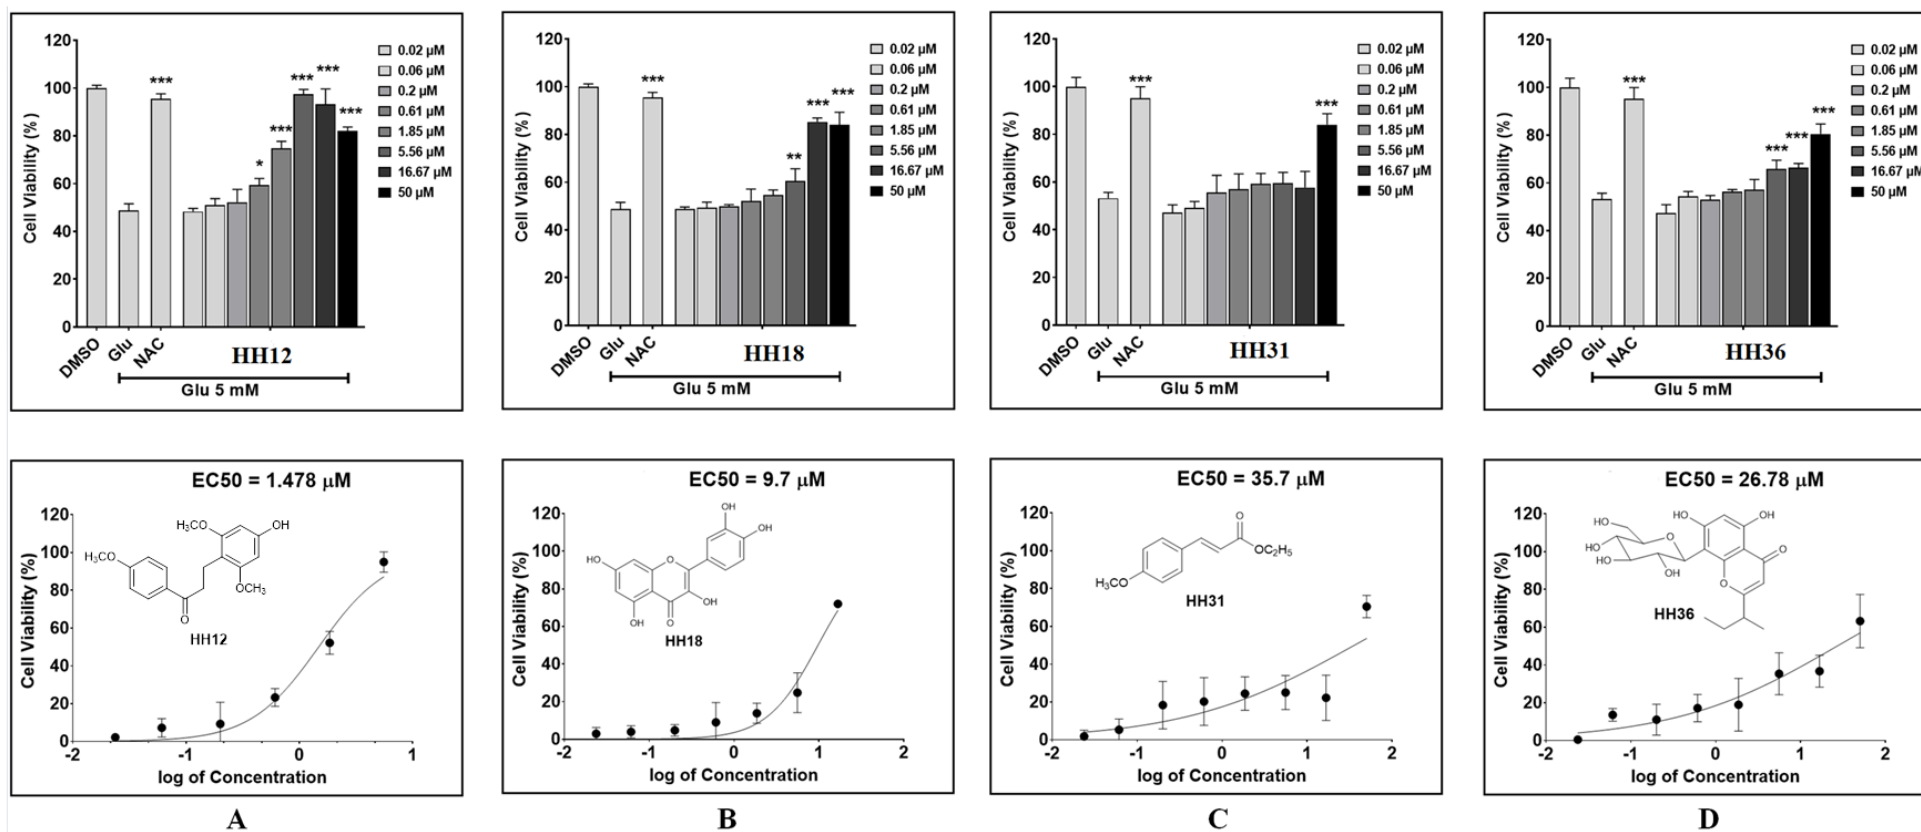 120
100
80
60
40
20
0
Cell Viability (%)
***
*
***
***
***
***
0.02 µM
0.06 µM
0.2 µM
0.61 µM
1.85 µM
5.56 µM
16.67 µM
50 µM
DMSO
Glu
NAC
HH12
Glu 5 mM
120
100
80
60
40
20
0
Cell Viability (%)
***
**
***
***
0.02 µM
0.06 µM
0.2 µM
0.61 µM
1.85 µM
5.56 µM
16.67 µM
50 µM
DMSO
Glu
NAC
HH18
Glu 5 mM
120
100
80
60
40
20
0
Cell Viability (%)
***
***
0.02 µM
0.06 µM
0.2 µM
0.61 µM
1.85 µM
5.56 µM
16.67 µM
50 µM
DMSO
Glu
NAC
HH31
Glu 5 mM
120
100
80
60
40
20
0
Cell Viability (%)
***
***
***
***
0.02 µM
0.06 µM
0.2 µM
0.61 µM
1.85 µM
5.56 µM
16.67 µM
50 µM
DMSO
Glu
NAC
HH36
Glu 5 mM
EC50 = 1.478 µM
120
100
80
60
40
20
0
Cell Viability (%)
H₃CO
OH
H₃CO
OCH₃
O
HH12
-2
-1
0
1
log of Concentration
A
EC50 = 9.7 µM
120
100
80
60
40
20
0
Cell Viability (%)
OH
OH
HO
O
OH
OH
O
HH18
-2
-1
0
1
2
log of Concentration
B
EC50 = 35.7 µM
120
100
80
60
40
20
0
Cell Viability (%)
O
OC₂H₅
H₃CO
HH31
-2
-1
0
1
2
log of Concentration
C
EC50 = 26.78 µM
120
100
80
60
40
20
0
Cell Viability (%)
HO
HO
OH
O
HO
HO
OH
O
O
HH36
-2
-1
0
1
2
log of Concentration
D